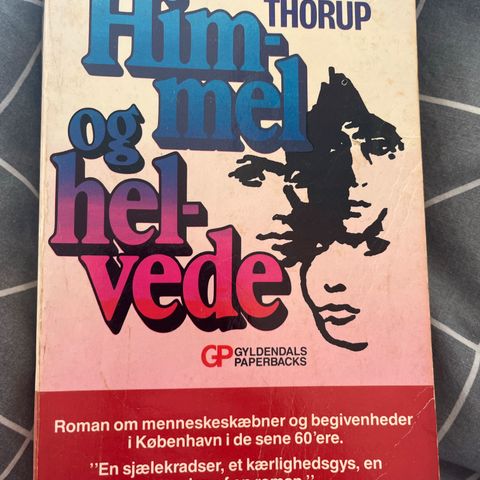 THORUP
Him-
mel
og
hel-
vede
GP GYLDENDALS
PAPERBACKS
Roman om menneskeskæbner og begivenheder
i København i de sene 60'ere.
"En sjælekradser, et kærlighedsgys, en
roman."